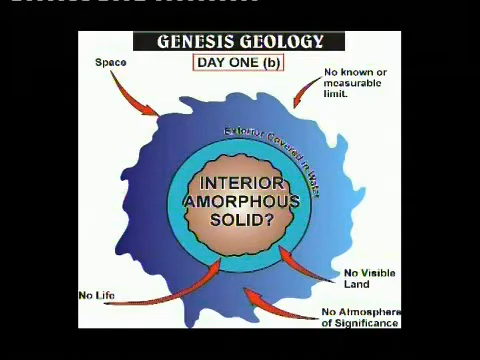 GENESIS GEOLOGY
DAY ONE (b)
Space
No known or
measurable
limit.
Exterior Covered in Water
INTERIOR
AMORPHOUS
SOLID?
No Visible
Land
No Life
No Atmosphere
of Significance